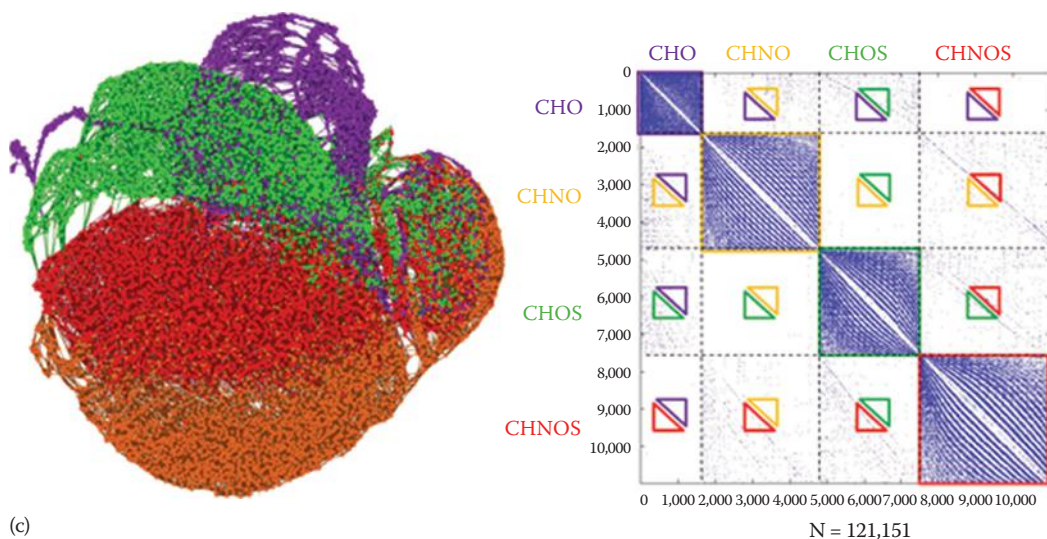 CHO CHNO CHOS CHNOS
0
CHO
1,000
2,000
CHNO
3,000
4,000
5,000
CHOS
6,000
7,000
8,000
CHNOS
9,000
10,000
0 1,000 2,000 3,000 4,000 5,000 6,000 7,000 8,000 9,000 10,000
(c)
N = 121,151